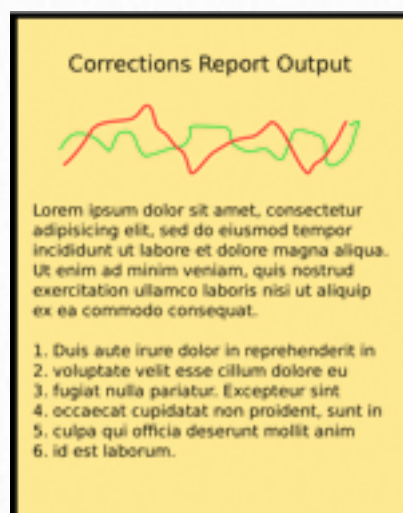 Corrections Report Output
Lorem ipsum dolor sit amet, consectetur
adipisicing elit, sed do eiusmod tempor
incididunt ut labore et dolore magna aliqua.
Ut enim ad minim veniam, quis nostrud
exercitation ullamco laboris nisi ut aliquip
ex ea commodo consequat.
1. Duis aute irure dolor in reprehenderit in
2. voluptate velit esse cillum dolore eu
3. fugiat nulla pariatur. Excepteur sint
4. occaecat cupidatat non proident, sunt in
5. culpa qui officia deserunt mollit anim
6. id est laborum.